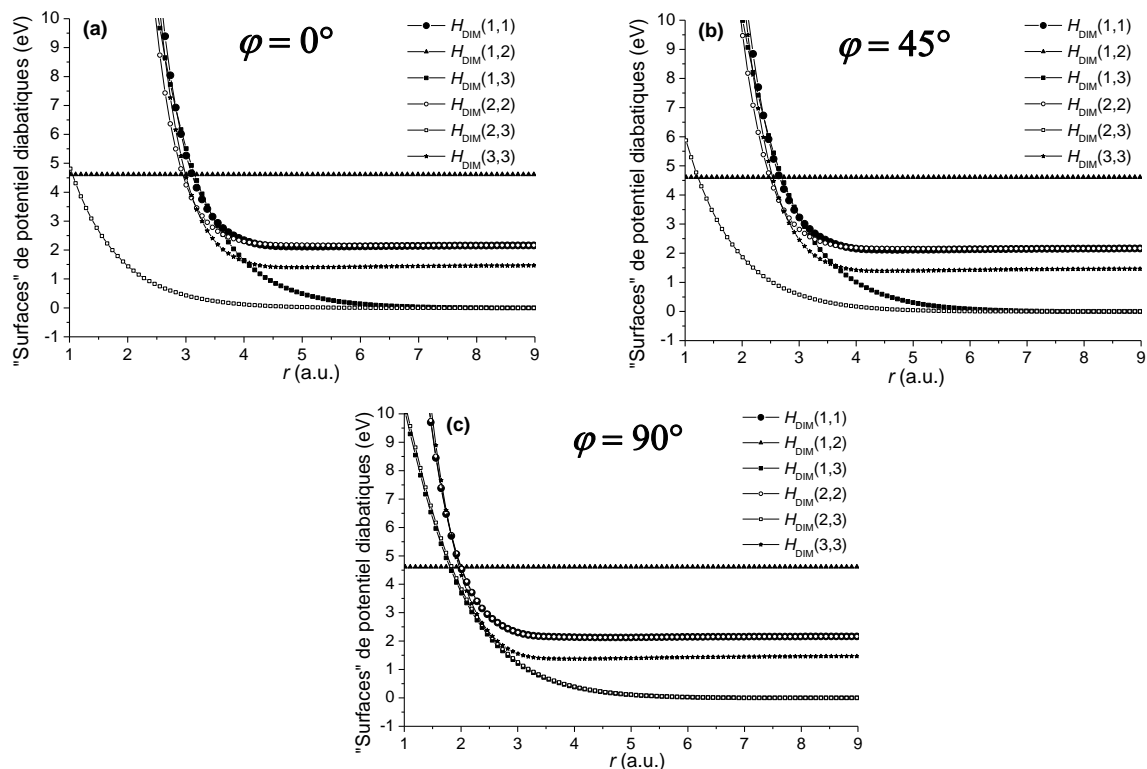 (a)
φ = 0°
H_DIM(1,1)
H_DIM(1,2)
H_DIM(1,3)
H_DIM(2,2)
H_DIM(2,3)
H_DIM(3,3)
"Surfaces" de potentiel diabatiques (eV)
10
9
8
7
6
5
4
3
2
1
0
-1
1 2 3 4 5 6 7 8 9
r (a.u.)
(b)
φ = 45°
H_DIM(1,1)
H_DIM(1,2)
H_DIM(1,3)
H_DIM(2,2)
H_DIM(2,3)
H_DIM(3,3)
"Surfaces" de potentiel diabatiques (eV)
10
9
8
7
6
5
4
3
2
1
0
-1
1 2 3 4 5 6 7 8 9
r (a.u.)
(c)
φ = 90°
H_DIM(1,1)
H_DIM(1,2)
H_DIM(1,3)
H_DIM(2,2)
H_DIM(2,3)
H_DIM(3,3)
"Surfaces" de potentiel diabatiques (eV)
10
9
8
7
6
5
4
3
2
1
0
-1
1 2 3 4 5 6 7 8 9
r (a.u.)